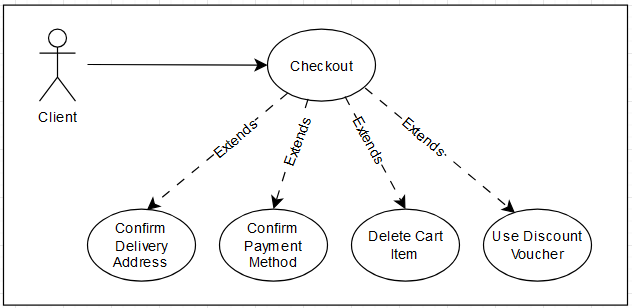 Checkout
Client
Extends
Extends
Extends
Extends
Confirm
Delivery
Address
Confirm
Payment
Method
Delete Cart
Item
Use Discount
Voucher